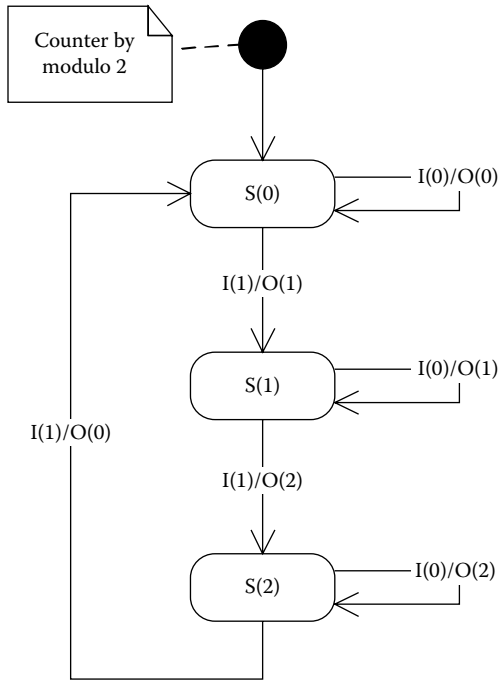 Counter by
modulo 2
I(0)/O(0)
S(0)
I(1)/O(1)
I(0)/O(1)
S(1)
I(1)/O(0)
I(1)/O(2)
I(0)/O(2)
S(2)